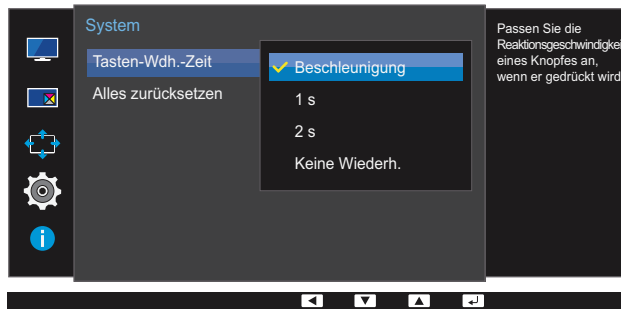 System
Tasten-Wdh.-Zeit
Alles zurücksetzen
Beschleunigung
1 s
2 s
Keine Wiederh.
Passen Sie die
Reaktionsgeschwindigkei
eines Knopfes an,
wenn er gedrückt wird